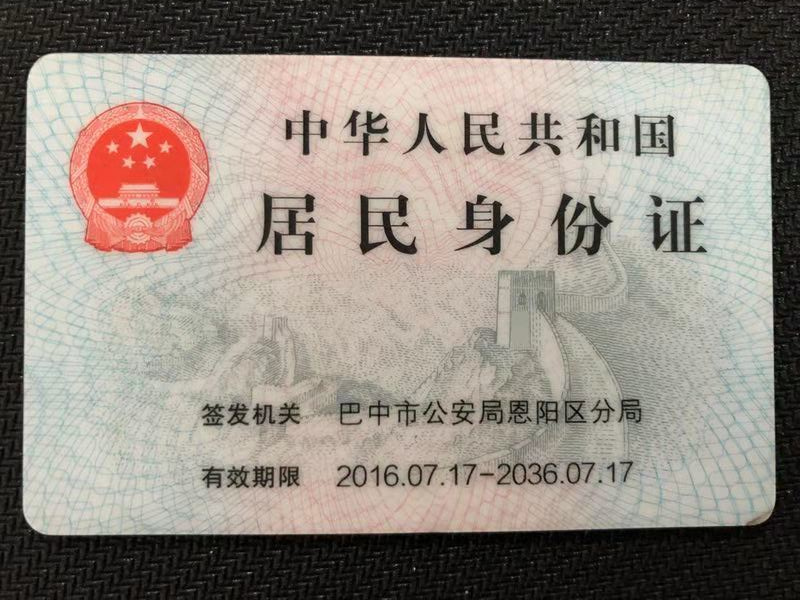 中华人民共和国
居民身份证
签发机关 巴中市公安局恩阳区分局
有效期限 2016.07.17-2036.07.17